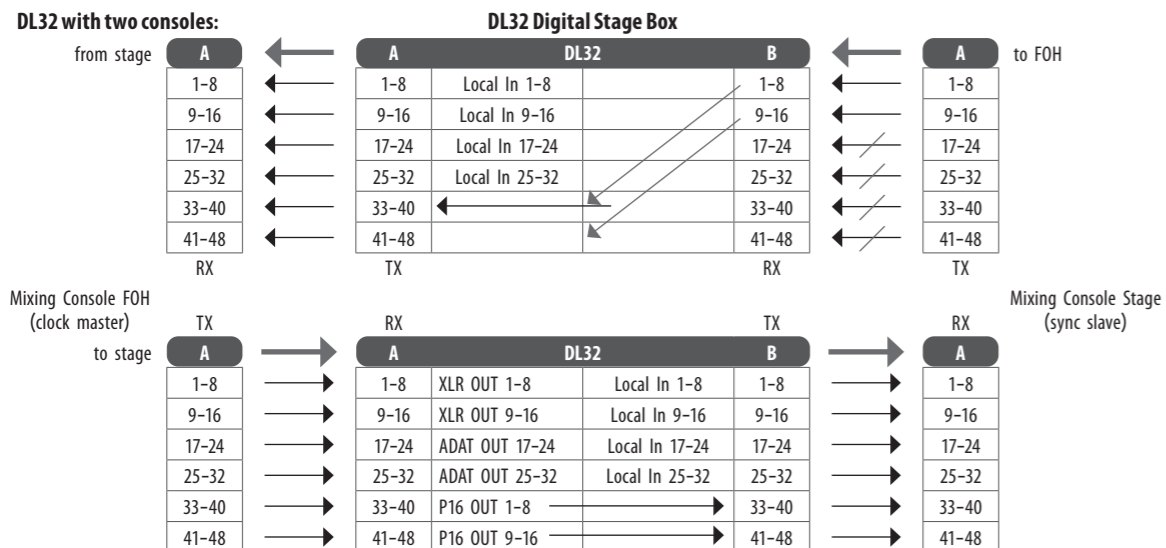 DL32 with two consoles: DL32 Digital Stage Box
from stage A A DL32 B A to FOH
1–8 1–8 Local In 1–8 1–8 1–8
9–16 9–16 Local In 9–16 9–16 9–16
17–24 17–24 Local In 17–24 17–24 17–24
25–32 25–32 Local In 25–32 25–32 25–32
33–40 33–40 33–40 33–40
41–48 41–48 41–48 41–48
RX TX RX TX
Mixing Console FOH Mixing Console Stage
(clock master) TX RX TX RX (sync slave)
to stage A A DL32 B A
1–8 1–8 XLR OUT 1–8 Local In 1–8 1–8 1–8
9–16 9–16 XLR OUT 9–16 Local In 9–16 9–16 9–16
17–24 17–24 ADAT OUT 17–24 Local In 17–24 17–24 17–24
25–32 25–32 ADAT OUT 25–32 Local In 25–32 25–32 25–32
33–40 33–40 P16 OUT 1–8 33–40 33–40
41–48 41–48 P16 OUT 9–16 41–48 41–48